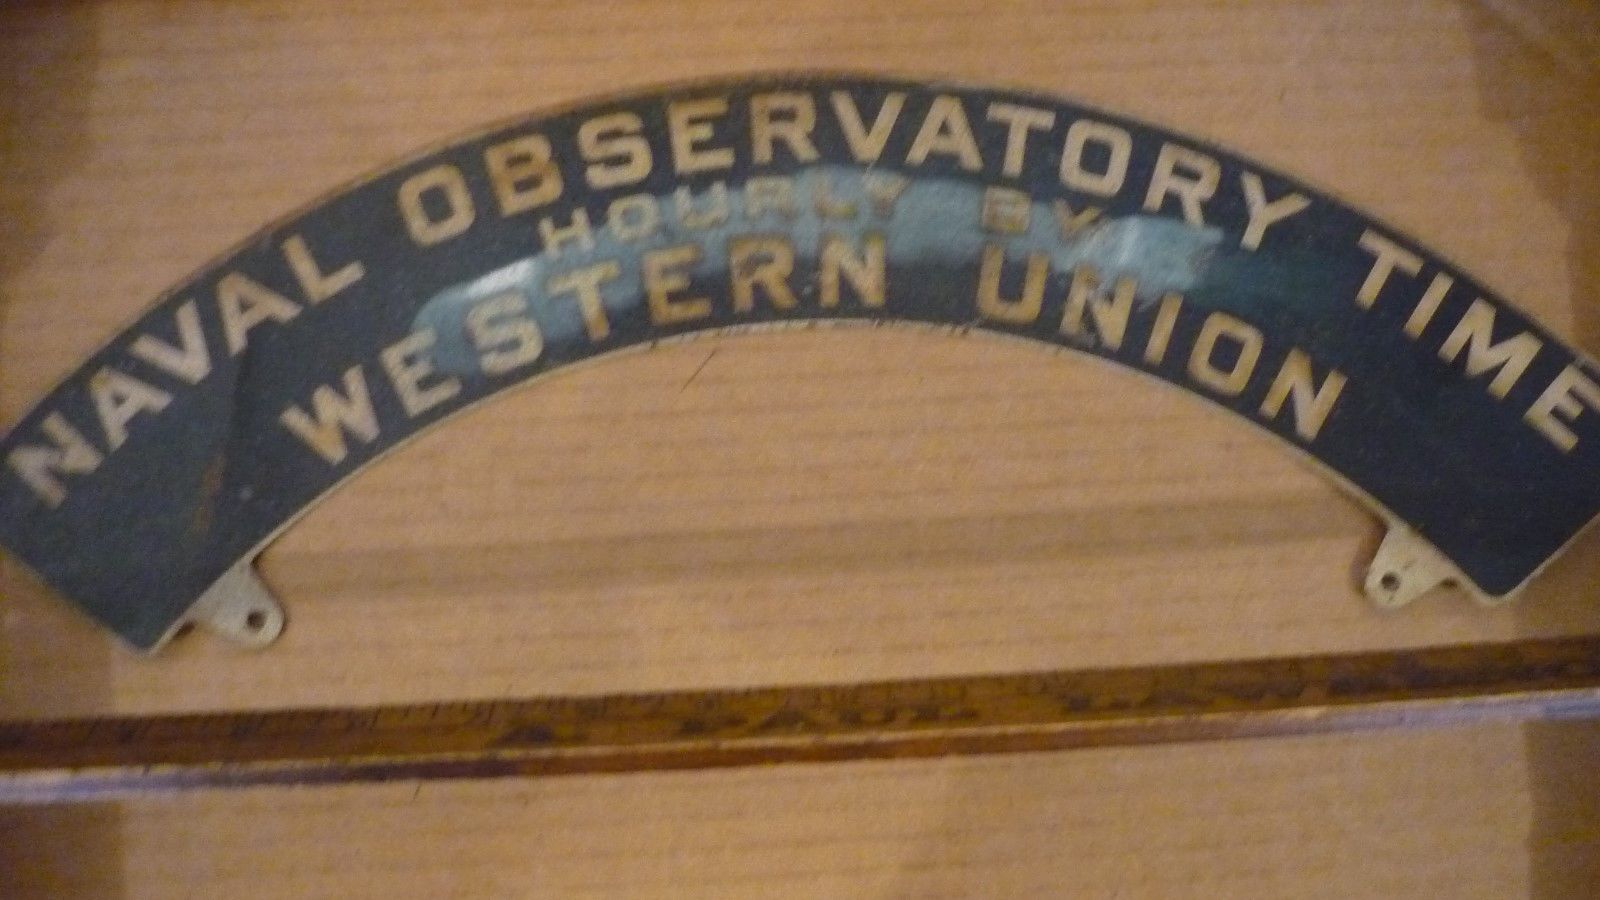 NAVAL OBSERVATORY TIME
HOURLY BY
WESTERN UNION